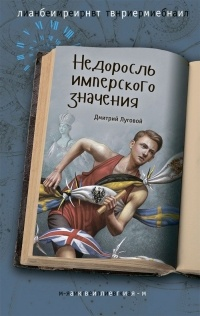 лабиринт времени
Недоросль
имперского
значения
Дмитрий Луговой
аквилегия-м